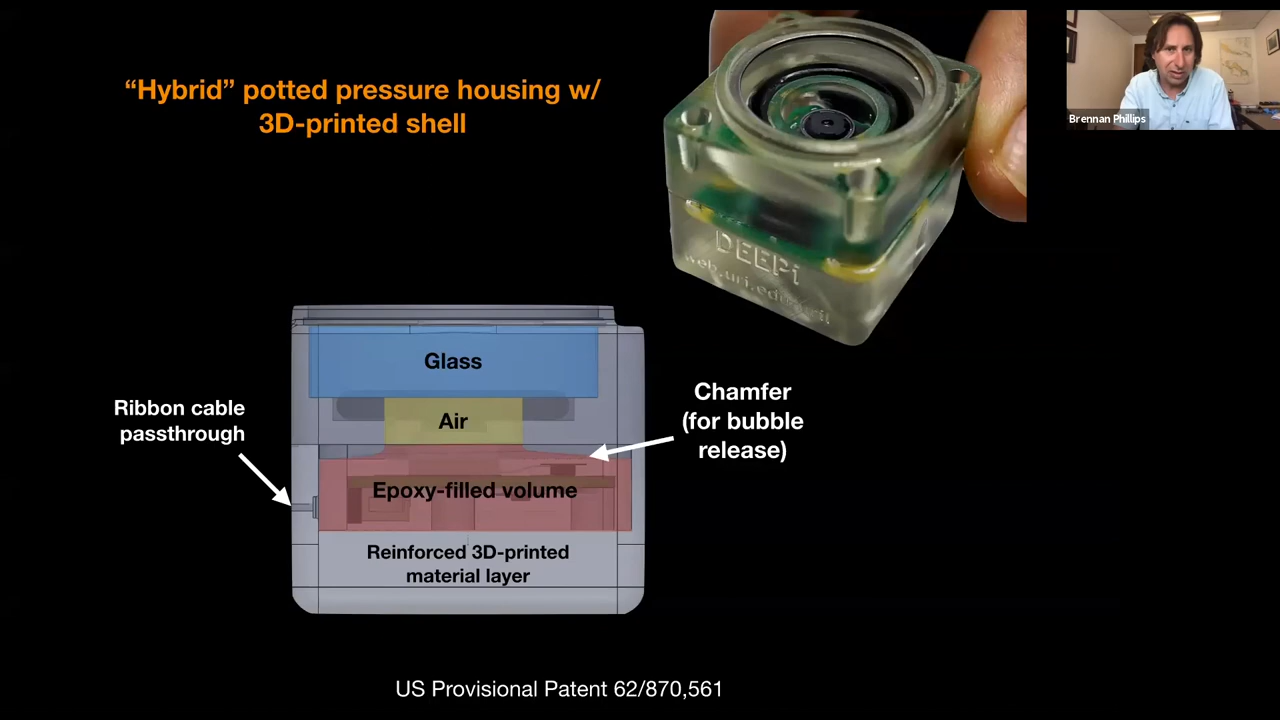 “Hybrid” potted pressure housing w/
3D-printed shell
Brennan Phillips
DEEPi
Glass
Air
Ribbon cable
passthrough
Chamfer
(for bubble
release)
Epoxy-filled volume
Reinforced 3D-printed
material layer
US Provisional Patent 62/870,561